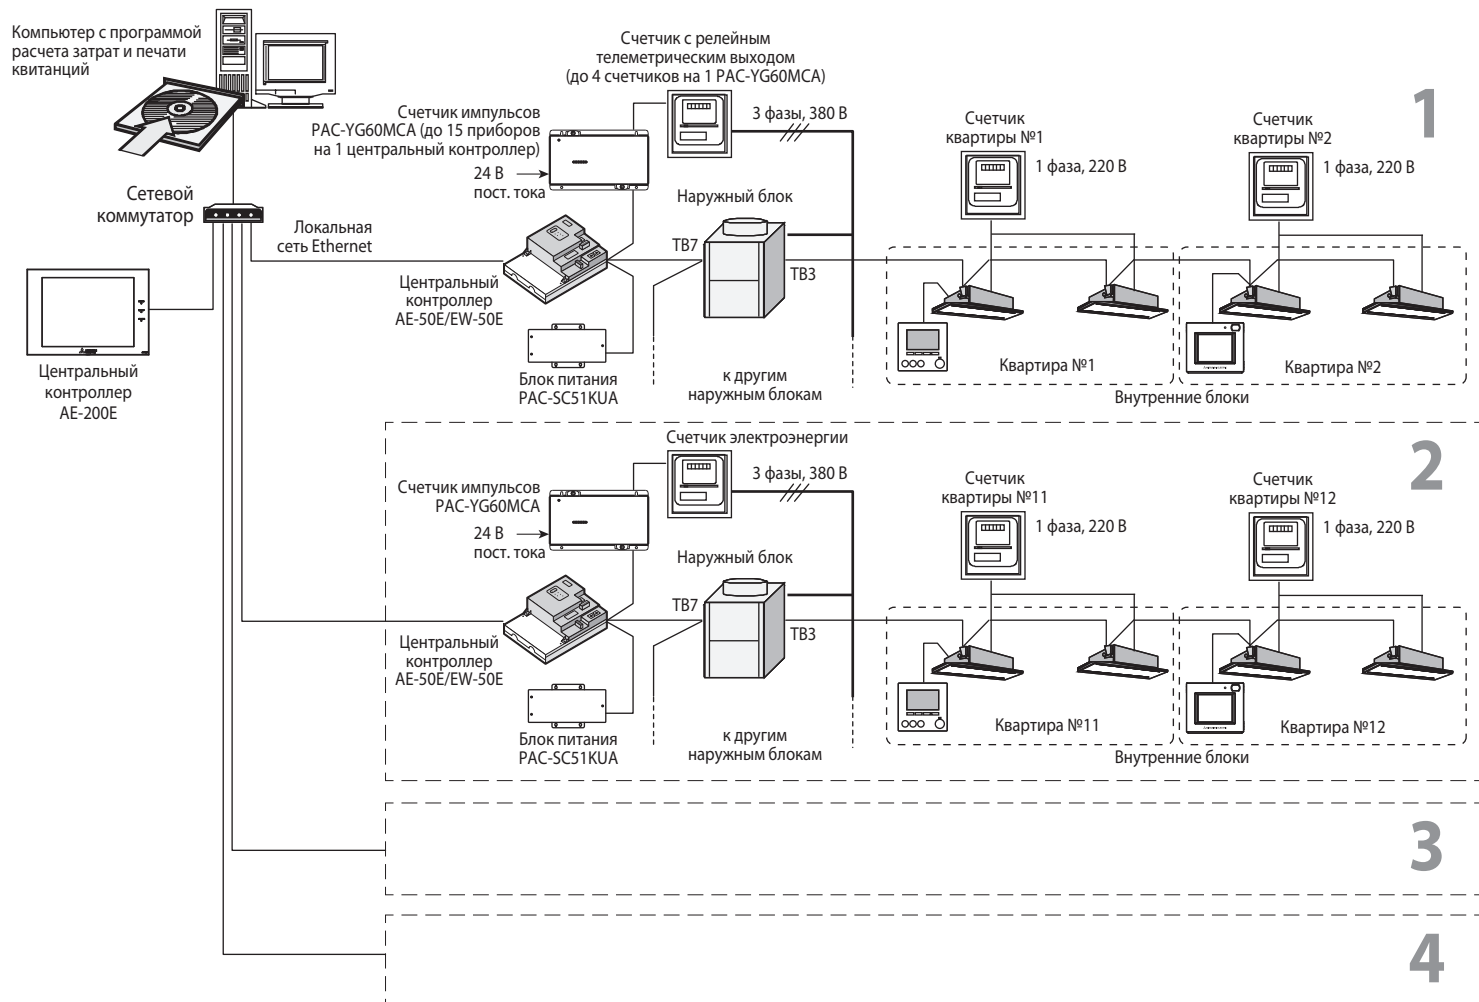 Компьютер с программой
расчета затрат и печати
квитанций
Счетчик с релейным
телеметрическим выходом
(до 4 счетчиков на 1 PAC-YG60MCA)
Счетчик импульсов
PAC-YG60MCA (до 15 приборов
на 1 центральный контроллер)
24 В
пост. тока
3 фазы, 380 В
Счетчик
квартиры №1
1 фаза, 220 В
Счетчик
квартиры №2
1 фаза, 220 В
1
Сетевой
коммутатор
Локальная
сеть Ethernet
Наружный блок
TB7
TB3
Центральный
контроллер
AE-50E/EW-50E
Блок питания
PAC-SC51KUA
к другим
наружным блокам
Квартира №1
Квартира №2
Внутренние блоки
Центральный
контроллер
AE-200E
Счетчик электроэнергии
3 фазы, 380 В
Счетчик импульсов
PAC-YG60MCA
24 В
пост. тока
Счетчик
квартиры №11
1 фаза, 220 В
Счетчик
квартиры №12
1 фаза, 220 В
2
Наружный блок
TB7
TB3
Центральный
контроллер
AE-50E/EW-50E
Блок питания
PAC-SC51KUA
к другим
наружным блокам
Квартира №11
Квартира №12
Внутренние блоки
3
4